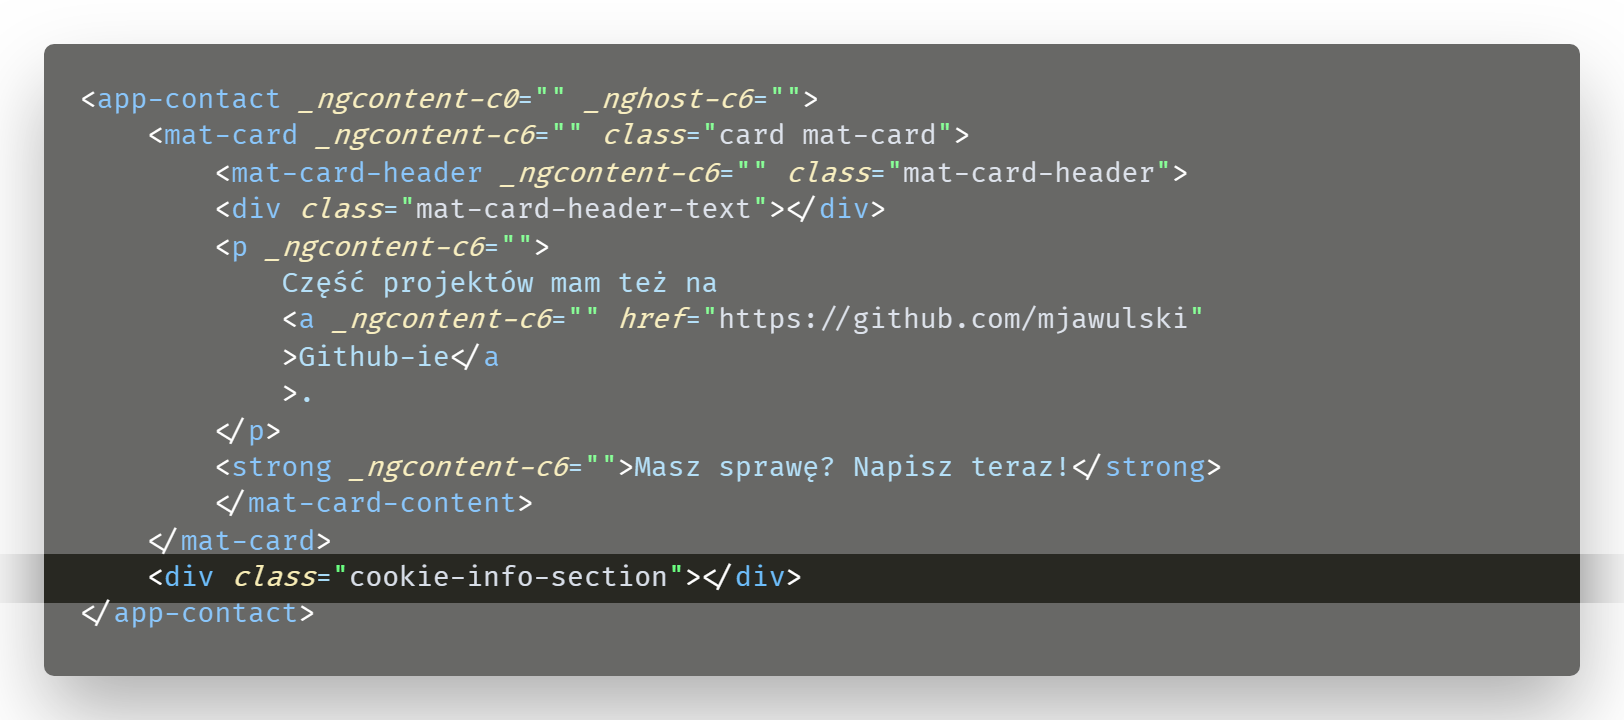 <app-contact _ngcontent-c0="" _nghost-c6="">
    <mat-card _ngcontent-c6="" class="card mat-card">
        <mat-card-header _ngcontent-c6="" class="mat-card-header">
        <div class="mat-card-header-text"></div>
        <p _ngcontent-c6="">
            Część projektów mam też na
            <a _ngcontent-c6="" href="https://github.com/mjawulski"
            >Github-ie</a
            >.
        </p>
        <strong _ngcontent-c6="">Masz sprawę? Napisz teraz!</strong>
        </mat-card-content>
    </mat-card>
    <div class="cookie-info-section"></div>
</app-contact>